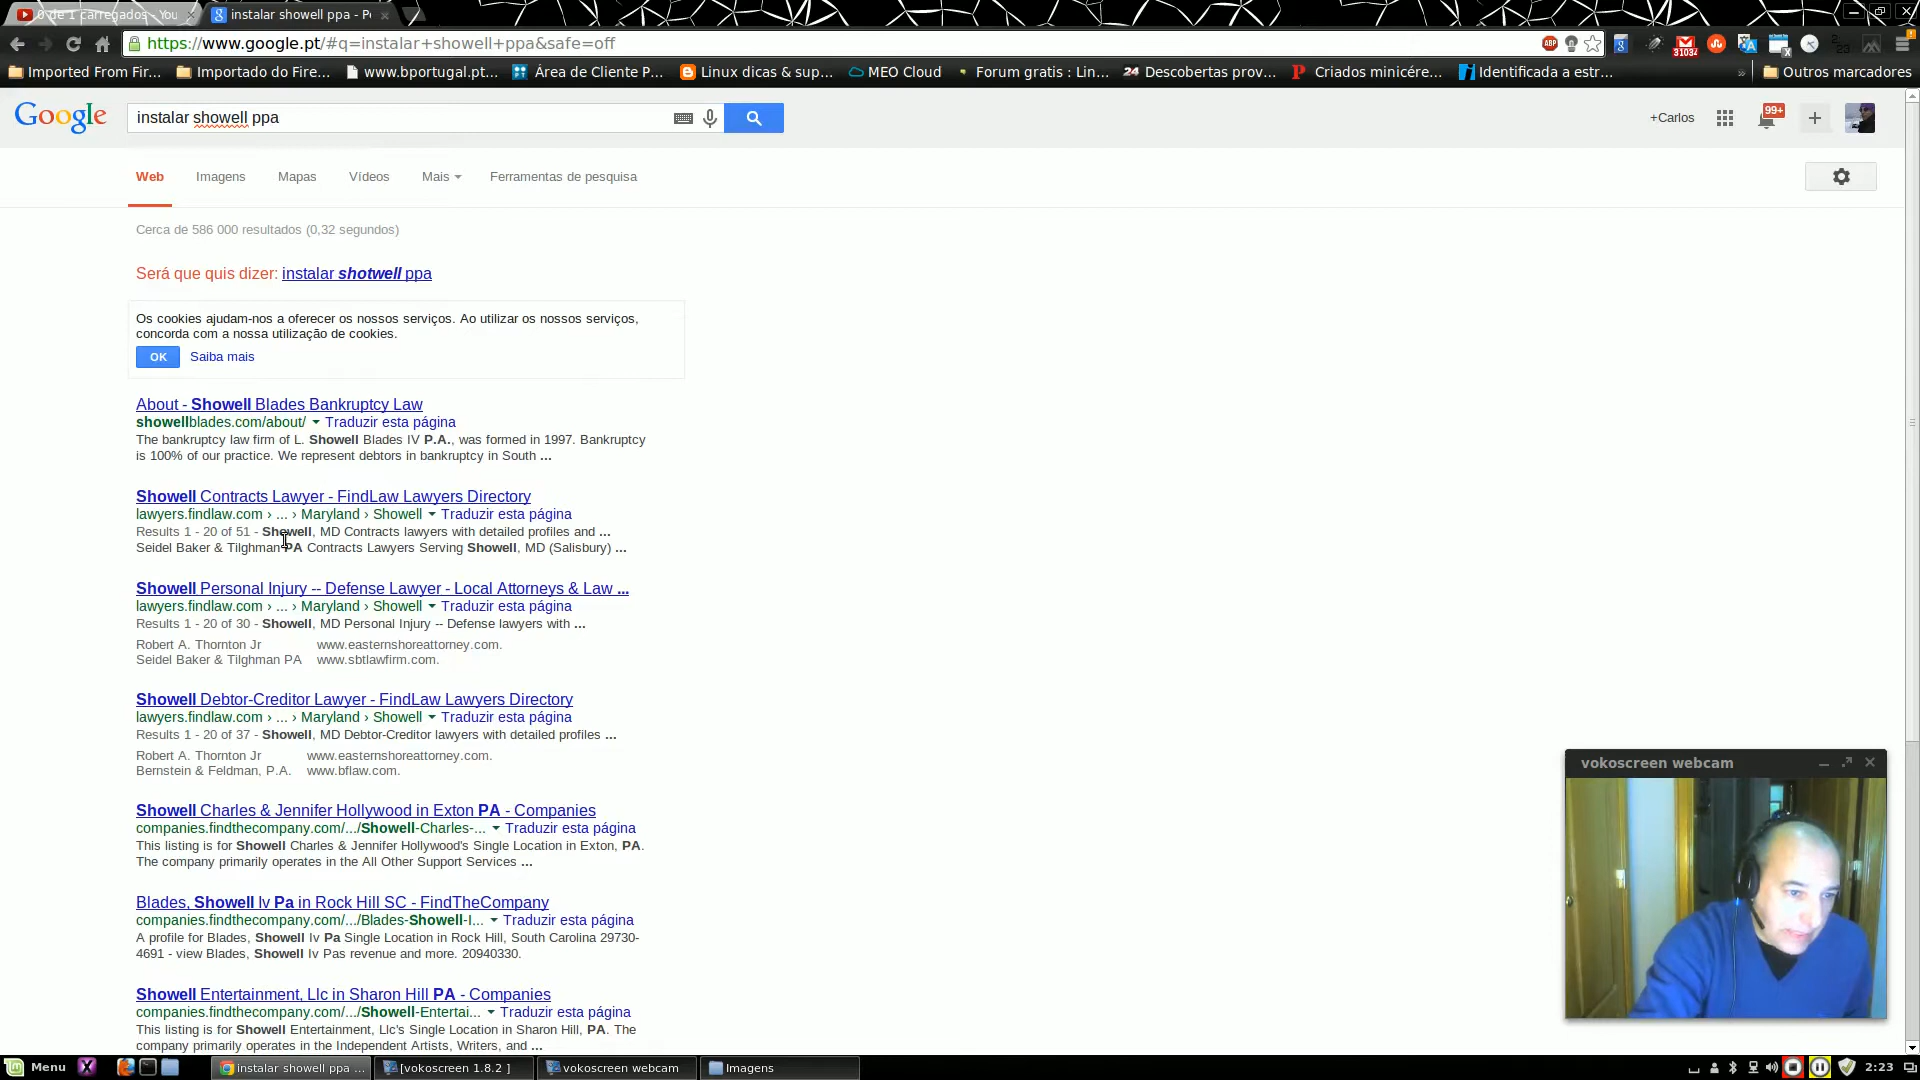 0 de 1 carregados - You
instalar showell ppa - Pe
https://www.google.pt/#q=instalar+showell+ppa&safe=off
Imported From Fir...
Importado do Fire...
www.bportugal.pt...
Área de Cliente P...
Linux dicas & sup...
MEO Cloud
Forum gratis : Lin...
24 Descobertas prov...
Criados minicére...
Identificada a estr...
» Outros marcadores
Google
instalar showell ppa
+Carlos
99+
Web Imagens Mapas Vídeos Mais Ferramentas de pesquisa
Cerca de 586 000 resultados (0,32 segundos)
Será que quis dizer: instalar shotwell ppa
Os cookies ajudam-nos a oferecer os nossos serviços. Ao utilizar os nossos serviços,
concorda com a nossa utilização de cookies.
OK Saiba mais
About - Showell Blades Bankruptcy Law
showellblades.com/about/ Traduzir esta página
The bankruptcy law firm of L. Showell Blades IV P.A., was formed in 1997. Bankruptcy
is 100% of our practice. We represent debtors in bankruptcy in South ...
Showell Contracts Lawyer - FindLaw Lawyers Directory
lawyers.findlaw.com › ... › Maryland › Showell Traduzir esta página
Results 1 - 20 of 51 - Showell, MD Contracts lawyers with detailed profiles and ...
Seidel Baker & Tilghman PA Contracts Lawyers Serving Showell, MD (Salisbury) ...
Showell Personal Injury -- Defense Lawyer - Local Attorneys & Law ...
lawyers.findlaw.com › ... › Maryland › Showell Traduzir esta página
Results 1 - 20 of 30 - Showell, MD Personal Injury -- Defense lawyers with ...
Robert A. Thornton Jr www.easternshoreattorney.com.
Seidel Baker & Tilghman PA www.sbtlawfirm.com.
Showell Debtor-Creditor Lawyer - FindLaw Lawyers Directory
lawyers.findlaw.com › ... › Maryland › Showell Traduzir esta página
Results 1 - 20 of 37 - Showell, MD Debtor-Creditor lawyers with detailed profiles ...
Robert A. Thornton Jr www.easternshoreattorney.com.
Bernstein & Feldman, P.A. www.bflaw.com.
Showell Charles & Jennifer Hollywood in Exton PA - Companies
companies.findthecompany.com/.../Showell-Charles-... Traduzir esta página
This listing is for Showell Charles & Jennifer Hollywood's Single Location in Exton, PA.
The company primarily operates in the All Other Support Services ...
Blades, Showell Iv Pa in Rock Hill SC - FindTheCompany
companies.findthecompany.com/.../Blades-Showell-I... Traduzir esta página
A profile for Blades, Showell Iv Pa Single Location in Rock Hill, South Carolina 29730-
4691 - view Blades, Showell Iv Pas revenue and more. 20940330.
Showell Entertainment, Llc in Sharon Hill PA - Companies
companies.findthecompany.com/.../Showell-Entertai... Traduzir esta página
This listing is for Showell Entertainment, Llc's Single Location in Sharon Hill, PA. The
company primarily operates in the Independent Artists, Writers, and ...
vokoscreen webcam
Menu
instalar showell ppa ...
[vokoscreen 1.8.2 ]
vokoscreen webcam
Imagens
2:23